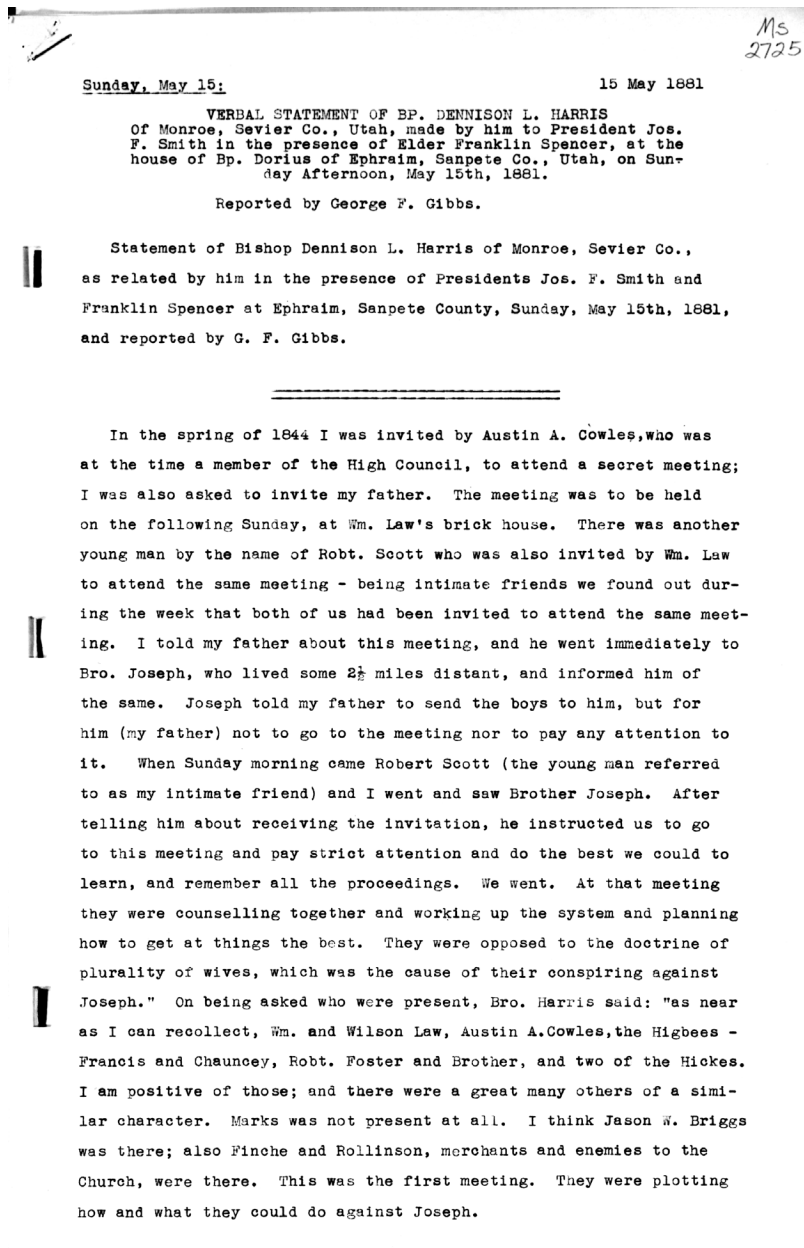 Ms
2725
Sunday, May 15: 15 May 1881
VERBAL STATEMENT OF BP. DENNISON L. HARRIS
Of Monroe, Sevier Co., Utah, made by him to President Jos.
F. Smith in the presence of Elder Franklin Spencer, at the
house of Bp. Dorius of Ephraim, Sanpete Co., Utah, on Sun-
day Afternoon, May 15th, 1881.
Reported by George F. Gibbs.
Statement of Bishop Dennison L. Harris of Monroe, Sevier Co.,
as related by him in the presence of Presidents Jos. F. Smith and
Franklin Spencer at Ephraim, Sanpete County, Sunday, May 15th, 1881,
and reported by G. F. Gibbs.
In the spring of 1844 I was invited by Austin A. Cowles,who was
at the time a member of the High Council, to attend a secret meeting;
I was also asked to invite my father. The meeting was to be held
on the following Sunday, at Wm. Law's brick house. There was another
young man by the name of Robt. Scott who was also invited by Wm. Law
to attend the same meeting - being intimate friends we found out dur-
ing the week that both of us had been invited to attend the same meet-
ing. I told my father about this meeting, and he went immediately to
Bro. Joseph, who lived some 2½ miles distant, and informed him of
the same. Joseph told my father to send the boys to him, but for
him (my father) not to go to the meeting nor to pay any attention to
it. When Sunday morning came Robert Scott (the young man referred
to as my intimate friend) and I went and saw Brother Joseph. After
telling him about receiving the invitation, he instructed us to go
to this meeting and pay strict attention and do the best we could to
learn, and remember all the proceedings. We went. At that meeting
they were counselling together and working up the system and planning
how to get at things the best. They were opposed to the doctrine of
plurality of wives, which was the cause of their conspiring against
Joseph." On being asked who were present, Bro. Harris said: "as near
as I can recollect, Wm. and Wilson Law, Austin A.Cowles,the Higbees -
Francis and Chauncey, Robt. Foster and Brother, and two of the Hickes.
I am positive of those; and there were a great many others of a simi-
lar character. Marks was not present at all. I think Jason W. Briggs
was there; also Finche and Rollinson, merchants and enemies to the
Church, were there. This was the first meeting. They were plotting
how and what they could do against Joseph.